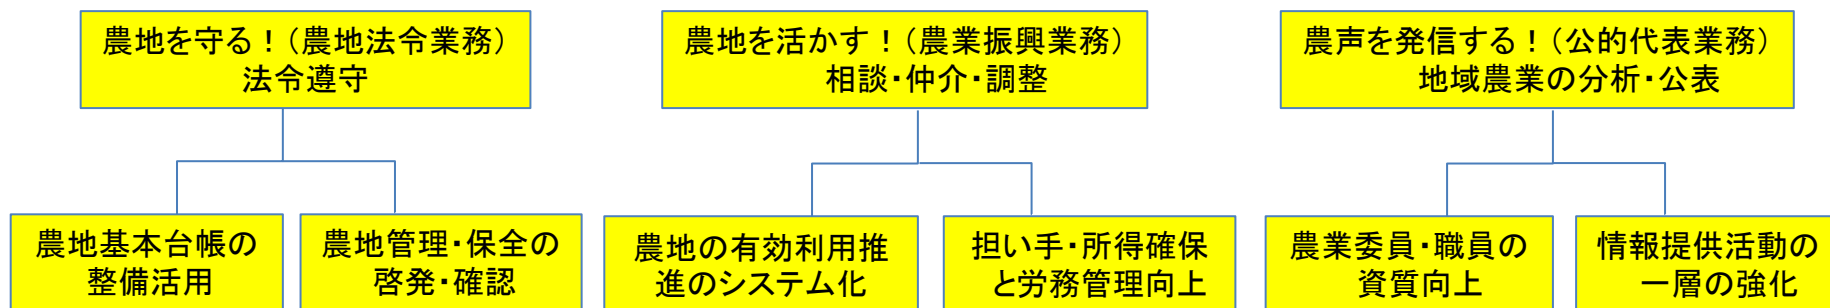 農地を守る！（農地法令業務）
法令遵守
農地を活かす！（農業振興業務）
相談・仲介・調整
農声を発信する！（公的代表業務）
地域農業の分析・公表
農地基本台帳の
整備活用
農地管理・保全の
啓発・確認
農地の有効利用推
進のシステム化
担い手・所得確保
と労務管理向上
農業委員・職員の
資質向上
情報提供活動の
一層の強化